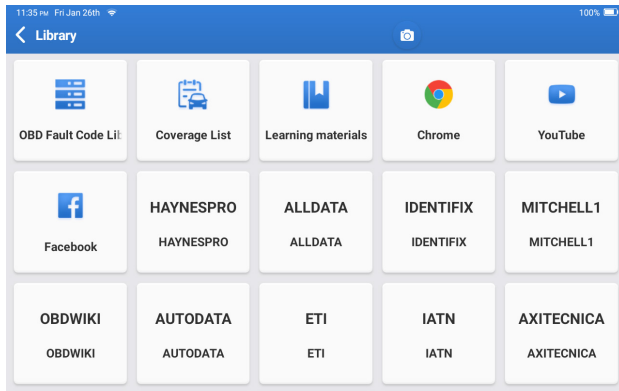 11:35 PM Fri Jan 26th
100%
Library
OBD Fault Code Lib
Coverage List
Learning materials
Chrome
YouTube
Facebook
HAYNESPRO
HAYNESPRO
ALLDATA
ALLDATA
IDENTIFIX
IDENTIFIX
MITCHELL1
MITCHELL1
OBDWIKI
OBDWIKI
AUTODATA
AUTODATA
ETI
ETI
IATN
IATN
AXITECNICA
AXITECNICA